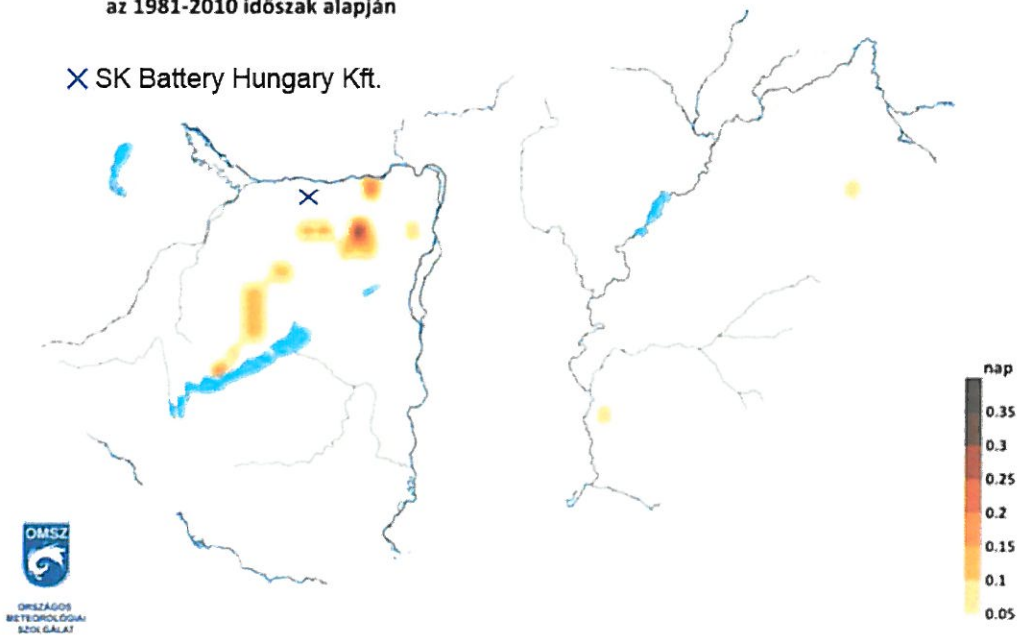 az 1981-2010 időszak alapján
× SK Battery Hungary Kft.
nap
0.35
0.3
0.25
0.2
0.15
0.1
0.05
OMSZ
ORSZÁGOS
METEOROLÓGIAI
SZOLGÁLAT